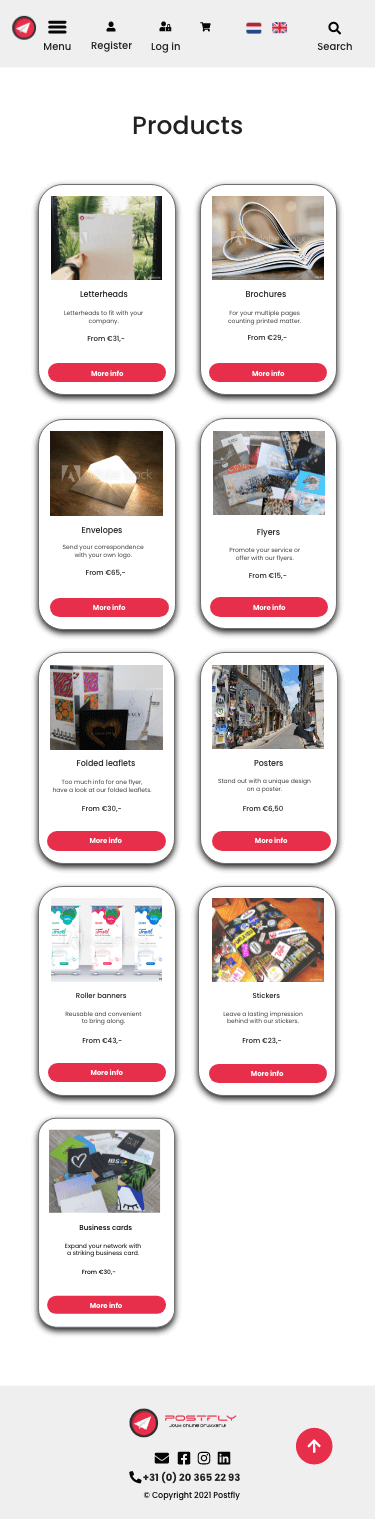 Menu
Register
Log in
Search
Products
Letterheads
Letterheads to fit with your
company.
From €31,-
More info
Brochures
For your multiple pages
counting printed matter.
From €29,-
More info
Envelopes
Send your correspondence
with your own logo.
From €65,-
More info
Flyers
Promote your service or
offer with our flyers.
From €15,-
More info
Folded leaflets
Too much info for one flyer,
have a look at our folded leaflets.
From €30,-
More info
Posters
Stand out with a unique design
on a poster.
From €6,50
More info
Travel
Travel
Travel
Roller banners
Reusable and convenient
to bring along.
From €43,-
More info
Stickers
Leave a lasting impression
behind with our stickers.
From €23,-
More info
Business cards
Expand your network with
a striking business card.
From €30,-
More info
POSTFLY
JOUW ONLINE DRUKKERIJ!
+31 (0) 20 365 22 93
© Copyright 2021 Postfly